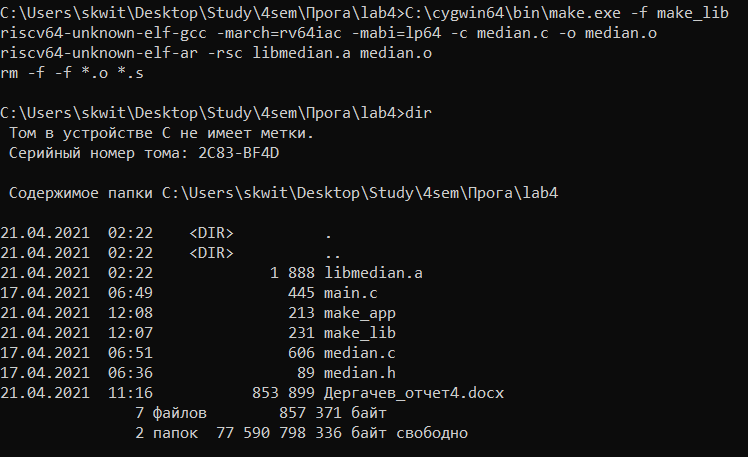 C:\Users\skwit\Desktop\Study\4sem\Прога\lab4>C:\cygwin64\bin\make.exe -f make_lib
riscv64-unknown-elf-gcc -march=rv64iac -mabi=lp64 -c median.c -o median.o
riscv64-unknown-elf-ar -rsc libmedian.a median.o
rm -f -f *.o *.s
C:\Users\skwit\Desktop\Study\4sem\Прога\lab4>dir
Том в устройстве C не имеет метки.
Серийный номер тома: 2C83-BF4D
Содержимое папки C:\Users\skwit\Desktop\Study\4sem\Прога\lab4
21.04.2021  02:22    <DIR>          .
21.04.2021  02:22    <DIR>          ..
21.04.2021  02:22             1 888 libmedian.a
17.04.2021  06:49               445 main.c
21.04.2021  12:08               213 make_app
21.04.2021  12:07               231 make_lib
17.04.2021  06:51               606 median.c
17.04.2021  06:36                89 median.h
21.04.2021  11:16           853 899 Дергачев_отчет4.docx
7 файлов        857 371 байт
2 папок  77 590 798 336 байт свободно